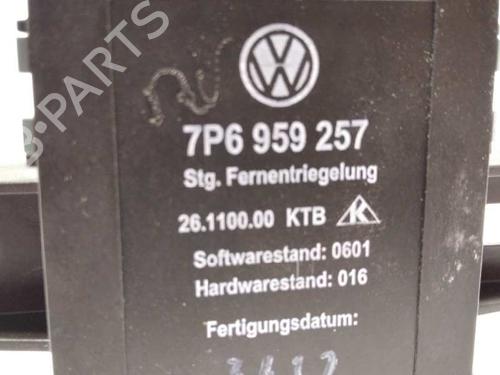 B-PARTS
7P6 959 257
Stg. Fernentriegelung
26.1100.00 KTB
Softwarestand: 0601
Hardwarestand: 016
Fertigungsdatum: